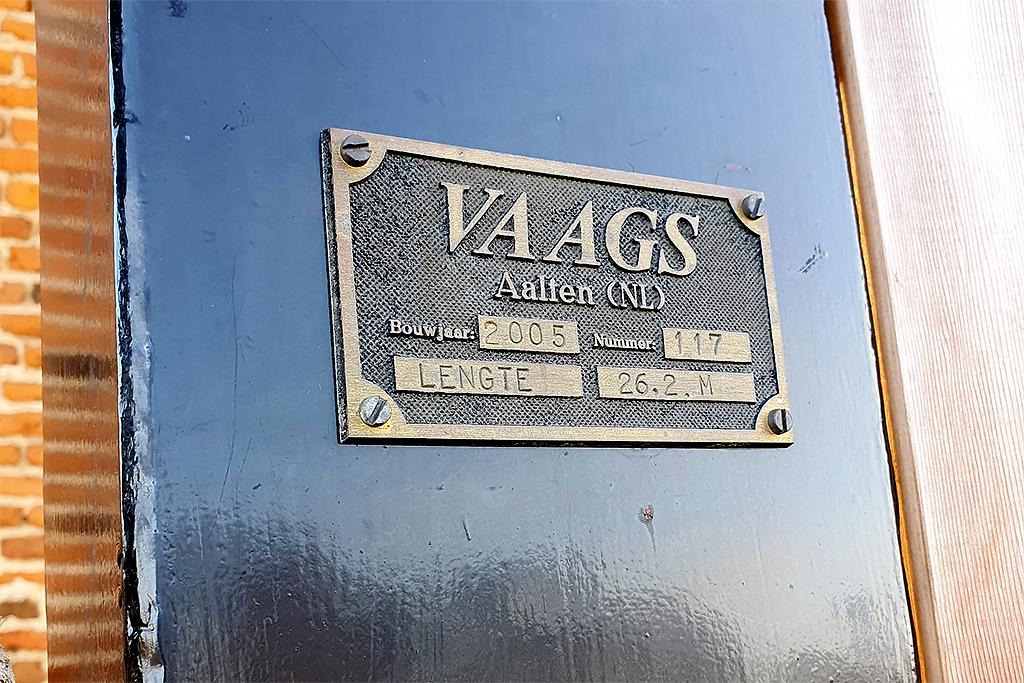 VAAGS
Aalten (NL)
Bouwjaar: 2005 Nummer: 117
LENGTE 26.2.M